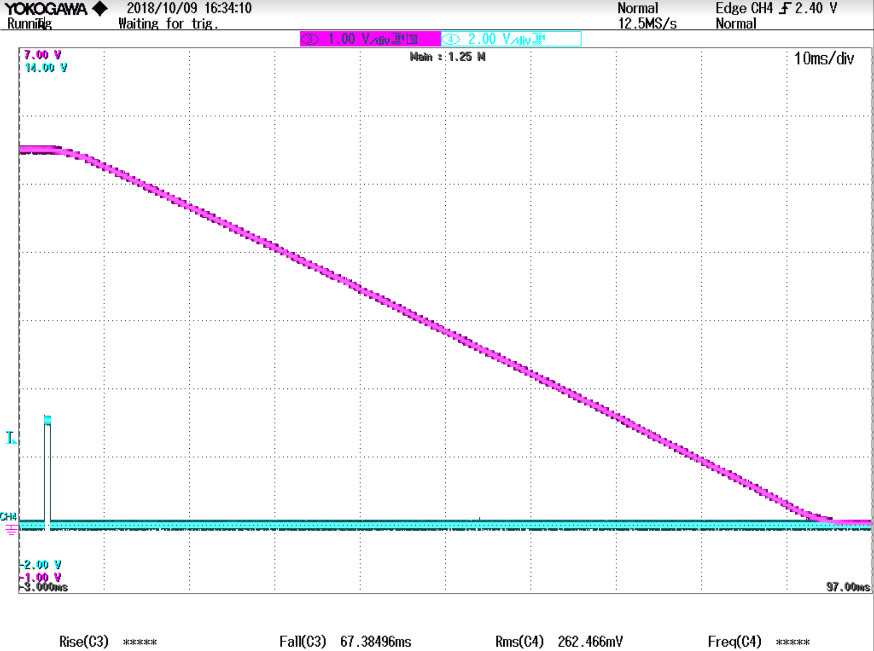 YOKOGAWA ◆ 2018/10/09 16:34:10 Normal Edge CH4 2.40 V
Running Waiting for trig. 12.5MS/s Normal
3 1.00 V/div 4 2.00 V/div
7.00 V Main : 1.25 M 10ms/div
14.00 V
T
CH4
-2.00 V
-1.00 V
-3.000ms 97.00ms
Rise(C3) ***** Fall(C3) 67.38496ms Rms(C4) 262.466mV Freq(C4) *****